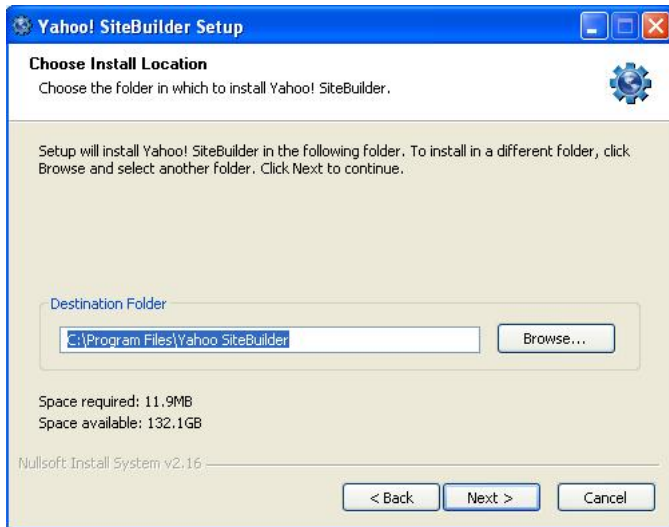 Yahoo! SiteBuilder Setup
Choose Install Location
Choose the folder in which to install Yahoo! SiteBuilder.
Setup will install Yahoo! SiteBuilder in the following folder. To install in a different folder, click
Browse and select another folder. Click Next to continue.
Destination Folder
C:\Program Files\Yahoo SiteBuilder
Browse...
Space required: 11.9MB
Space available: 132.1GB
Nullsoft Install System v2.16
< Back
Next >
Cancel